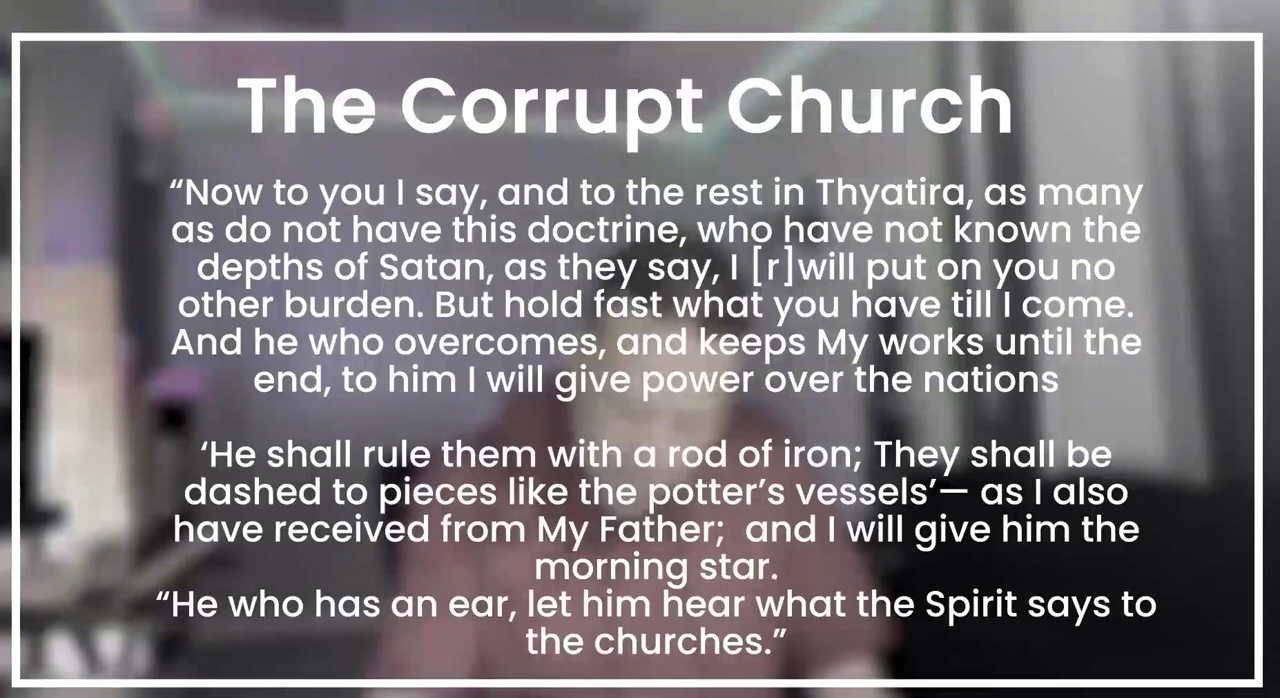 The Corrupt Church
“Now to you I say, and to the rest in Thyatira, as many
as do not have this doctrine, who have not known the
depths of Satan, as they say, I [r]will put on you no
other burden. But hold fast what you have till I come.
And he who overcomes, and keeps My works until the
end, to him I will give power over the nations
‘He shall rule them with a rod of iron; They shall be
dashed to pieces like the potter’s vessels’— as I also
have received from My Father;  and I will give him the
morning star.
“He who has an ear, let him hear what the Spirit says to
the churches.”